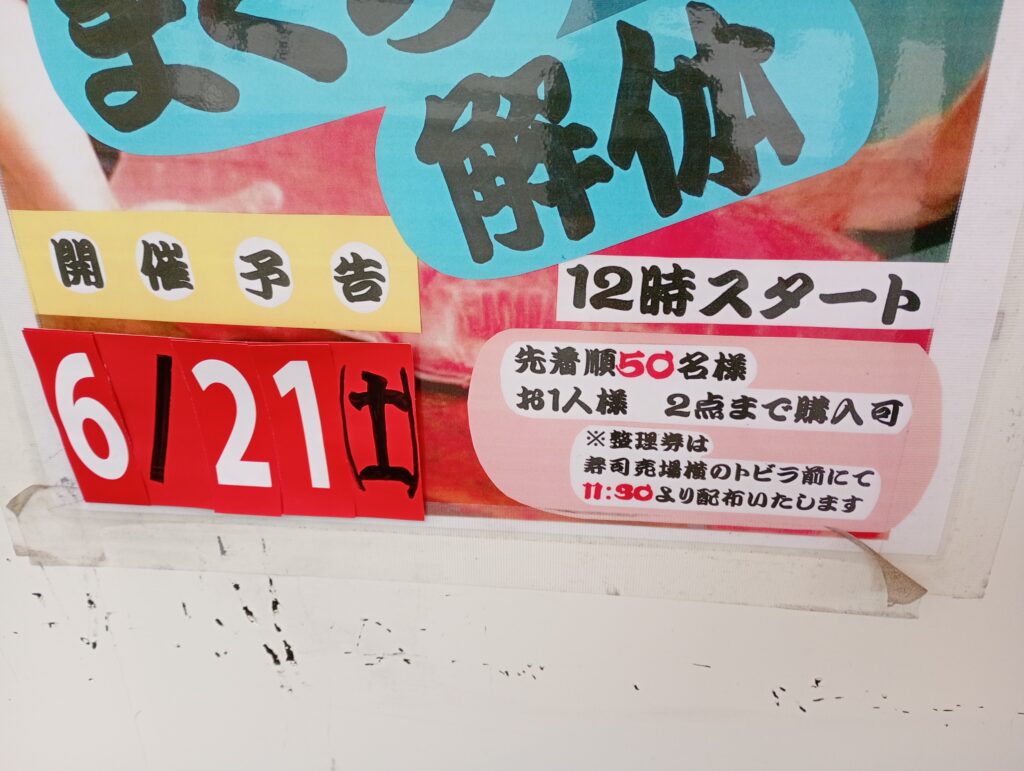 まぐろ
解体
開催予告
12時スタート
6/21(土)
先着順50名様
お1人様 2点まで購入可
※整理券は
寿司売場横のトビラ前にて
11:30より配布いたします